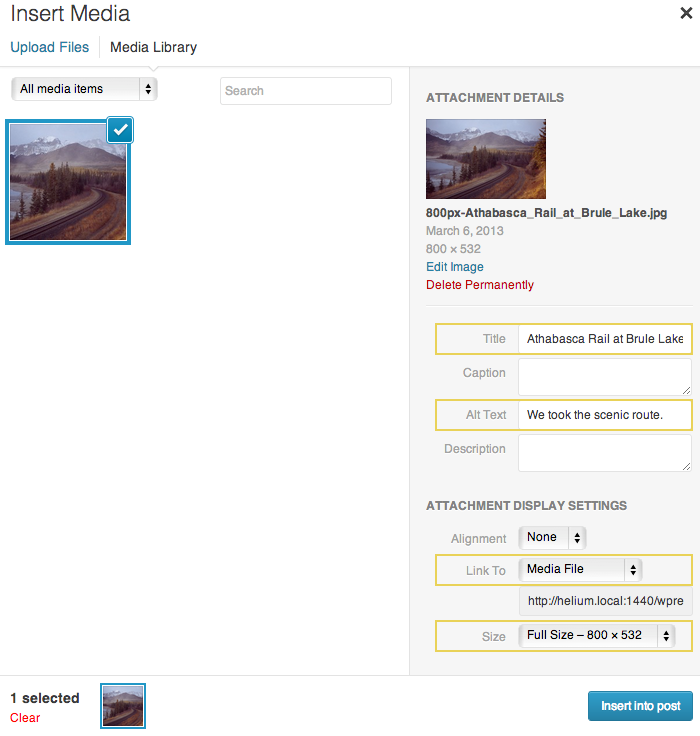 Insert Media
Upload Files
Media Library
All media items
Search
ATTACHMENT DETAILS
800px-Athabasca_Rail_at_Brule_Lake.jpg
March 6, 2013
800 × 532
Edit Image
Delete Permanently
Title Athabasca Rail at Brule Lake
Caption
Alt Text We took the scenic route.
Description
ATTACHMENT DISPLAY SETTINGS
Alignment None
Link To Media File
http://helium.local:1440/wpre
Size Full Size – 800 × 532
1 selected
Clear
Insert into post